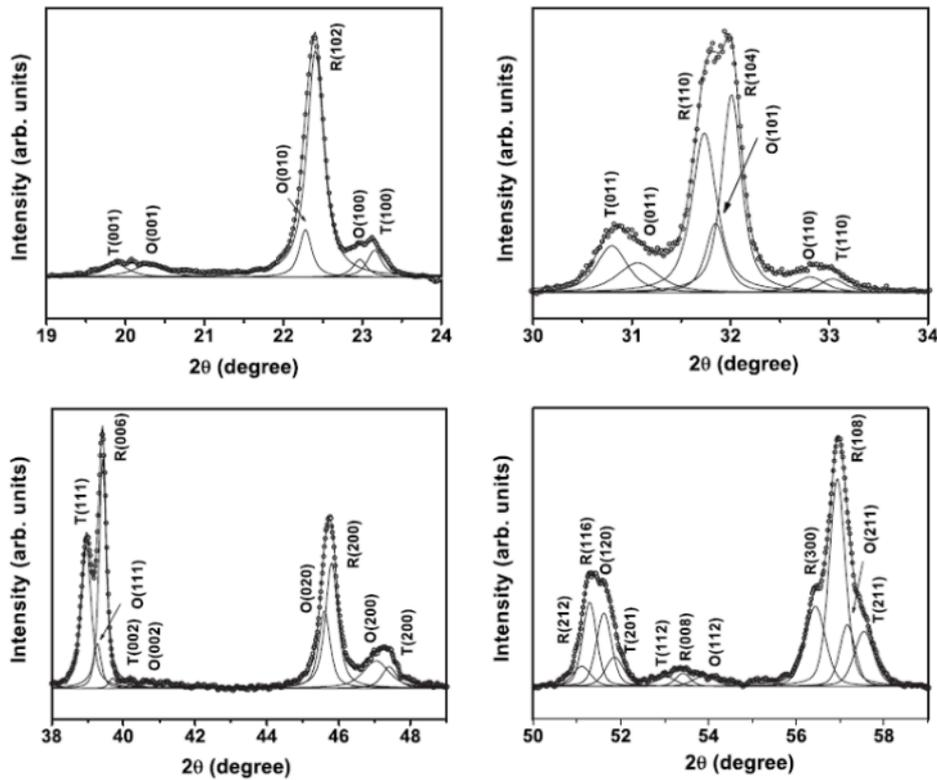 Intensity (arb. units)
T(001)
O(001)
O(010)
R(102)
O(100)
T(100)
19 20 21 22 23 24
2θ (degree)
Intensity (arb. units)
T(011)
O(011)
R(110)
R(104)
O(101)
O(110)
T(110)
30 31 32 33 34
2θ (degree)
Intensity (arb. units)
T(111)
R(006)
O(111)
T(002)
O(002)
O(020)
R(200)
O(200)
T(200)
38 40 42 44 46 48
2θ (degree)
Intensity (arb. units)
R(212)
R(116)
O(120)
T(201)
T(112)
R(008)
O(112)
R(300)
R(108)
O(211)
T(211)
50 52 54 56 58
2θ (degree)